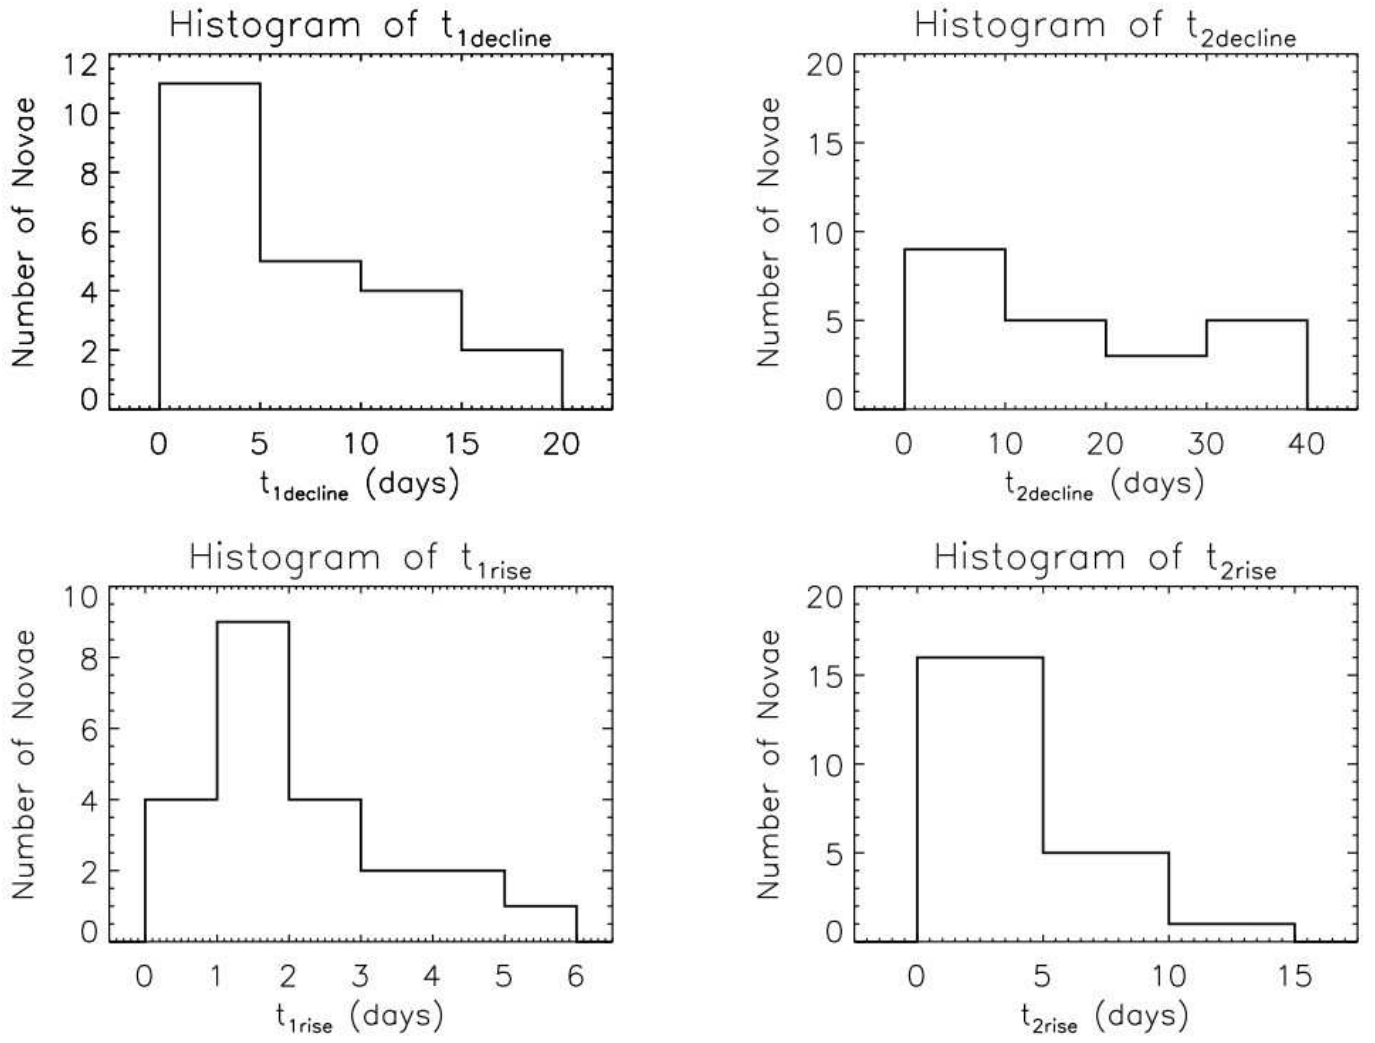 Histogram of t1decline
Number of Novae
12
10
8
6
4
2
0
0 5 10 15 20
t1decline (days)
Histogram of t2decline
Number of Novae
20
15
10
5
0
0 10 20 30 40
t2decline (days)
Histogram of t1rise
Number of Novae
10
8
6
4
2
0
0 1 2 3 4 5 6
t1rise (days)
Histogram of t2rise
Number of Novae
20
15
10
5
0
0 5 10 15
t2rise (days)